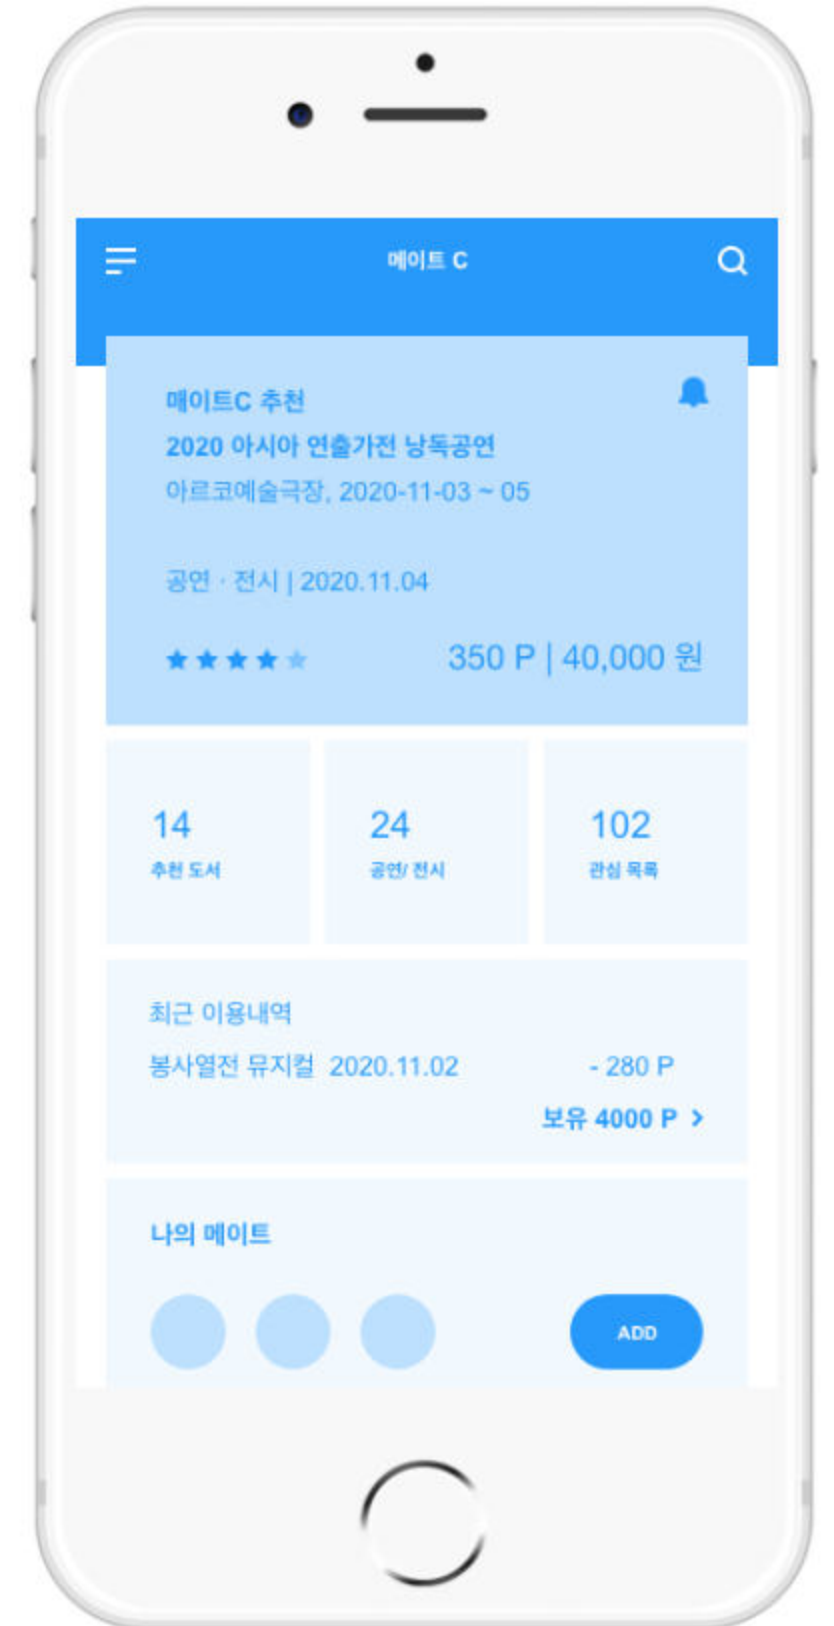 메이트 C
매이트C 추천
2020 아시아 연출가전 낭독공연
아르코예술극장, 2020-11-03 ~ 05
공연 · 전시 | 2020.11.04
350 P | 40,000 원
14
추천 도서
24
공연/ 전시
102
관심 목록
최근 이용내역
봉사열전 뮤지컬 2020.11.02 - 280 P
보유 4000 P >
나의 메이트
ADD